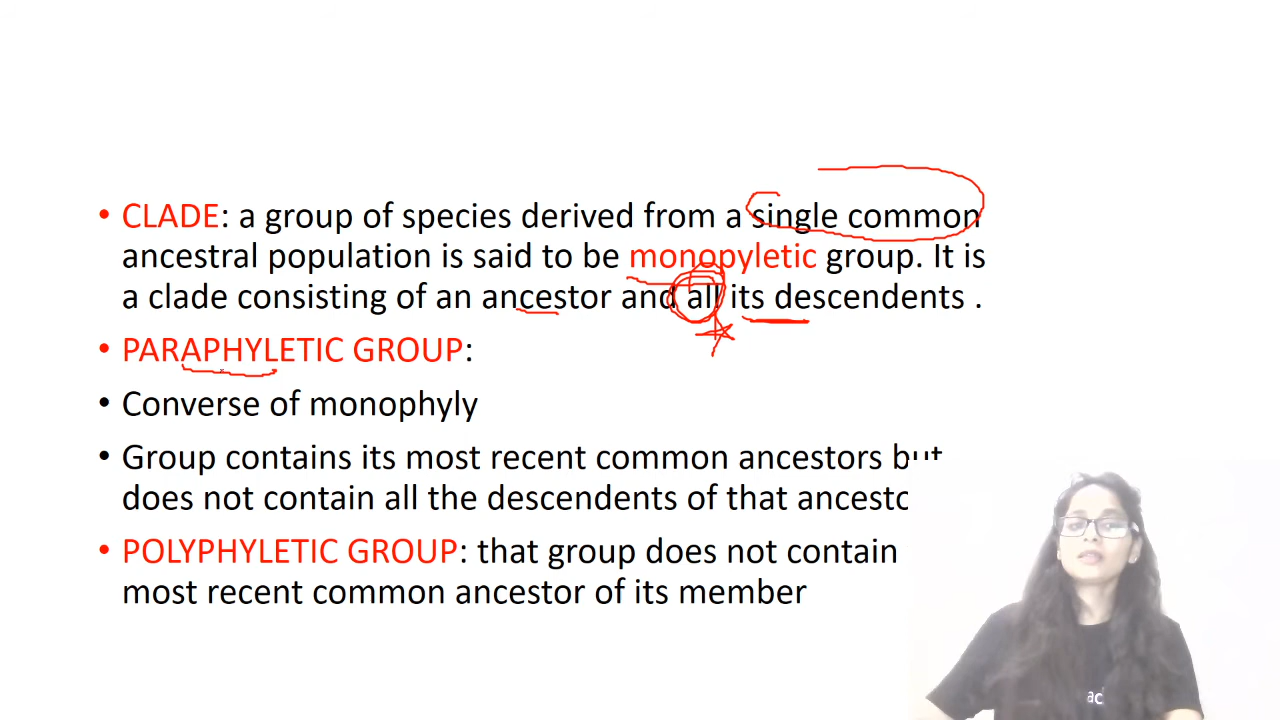 • CLADE: a group of species derived from a single common
ancestral population is said to be monopyletic group. It is
a clade consisting of an ancestor and all its descendents .
• PARAPHYLETIC GROUP:
• Converse of monophyly
• Group contains its most recent common ancestors but
does not contain all the descendents of that ancesto
• POLYPHYLETIC GROUP: that group does not contain
most recent common ancestor of its member
ac